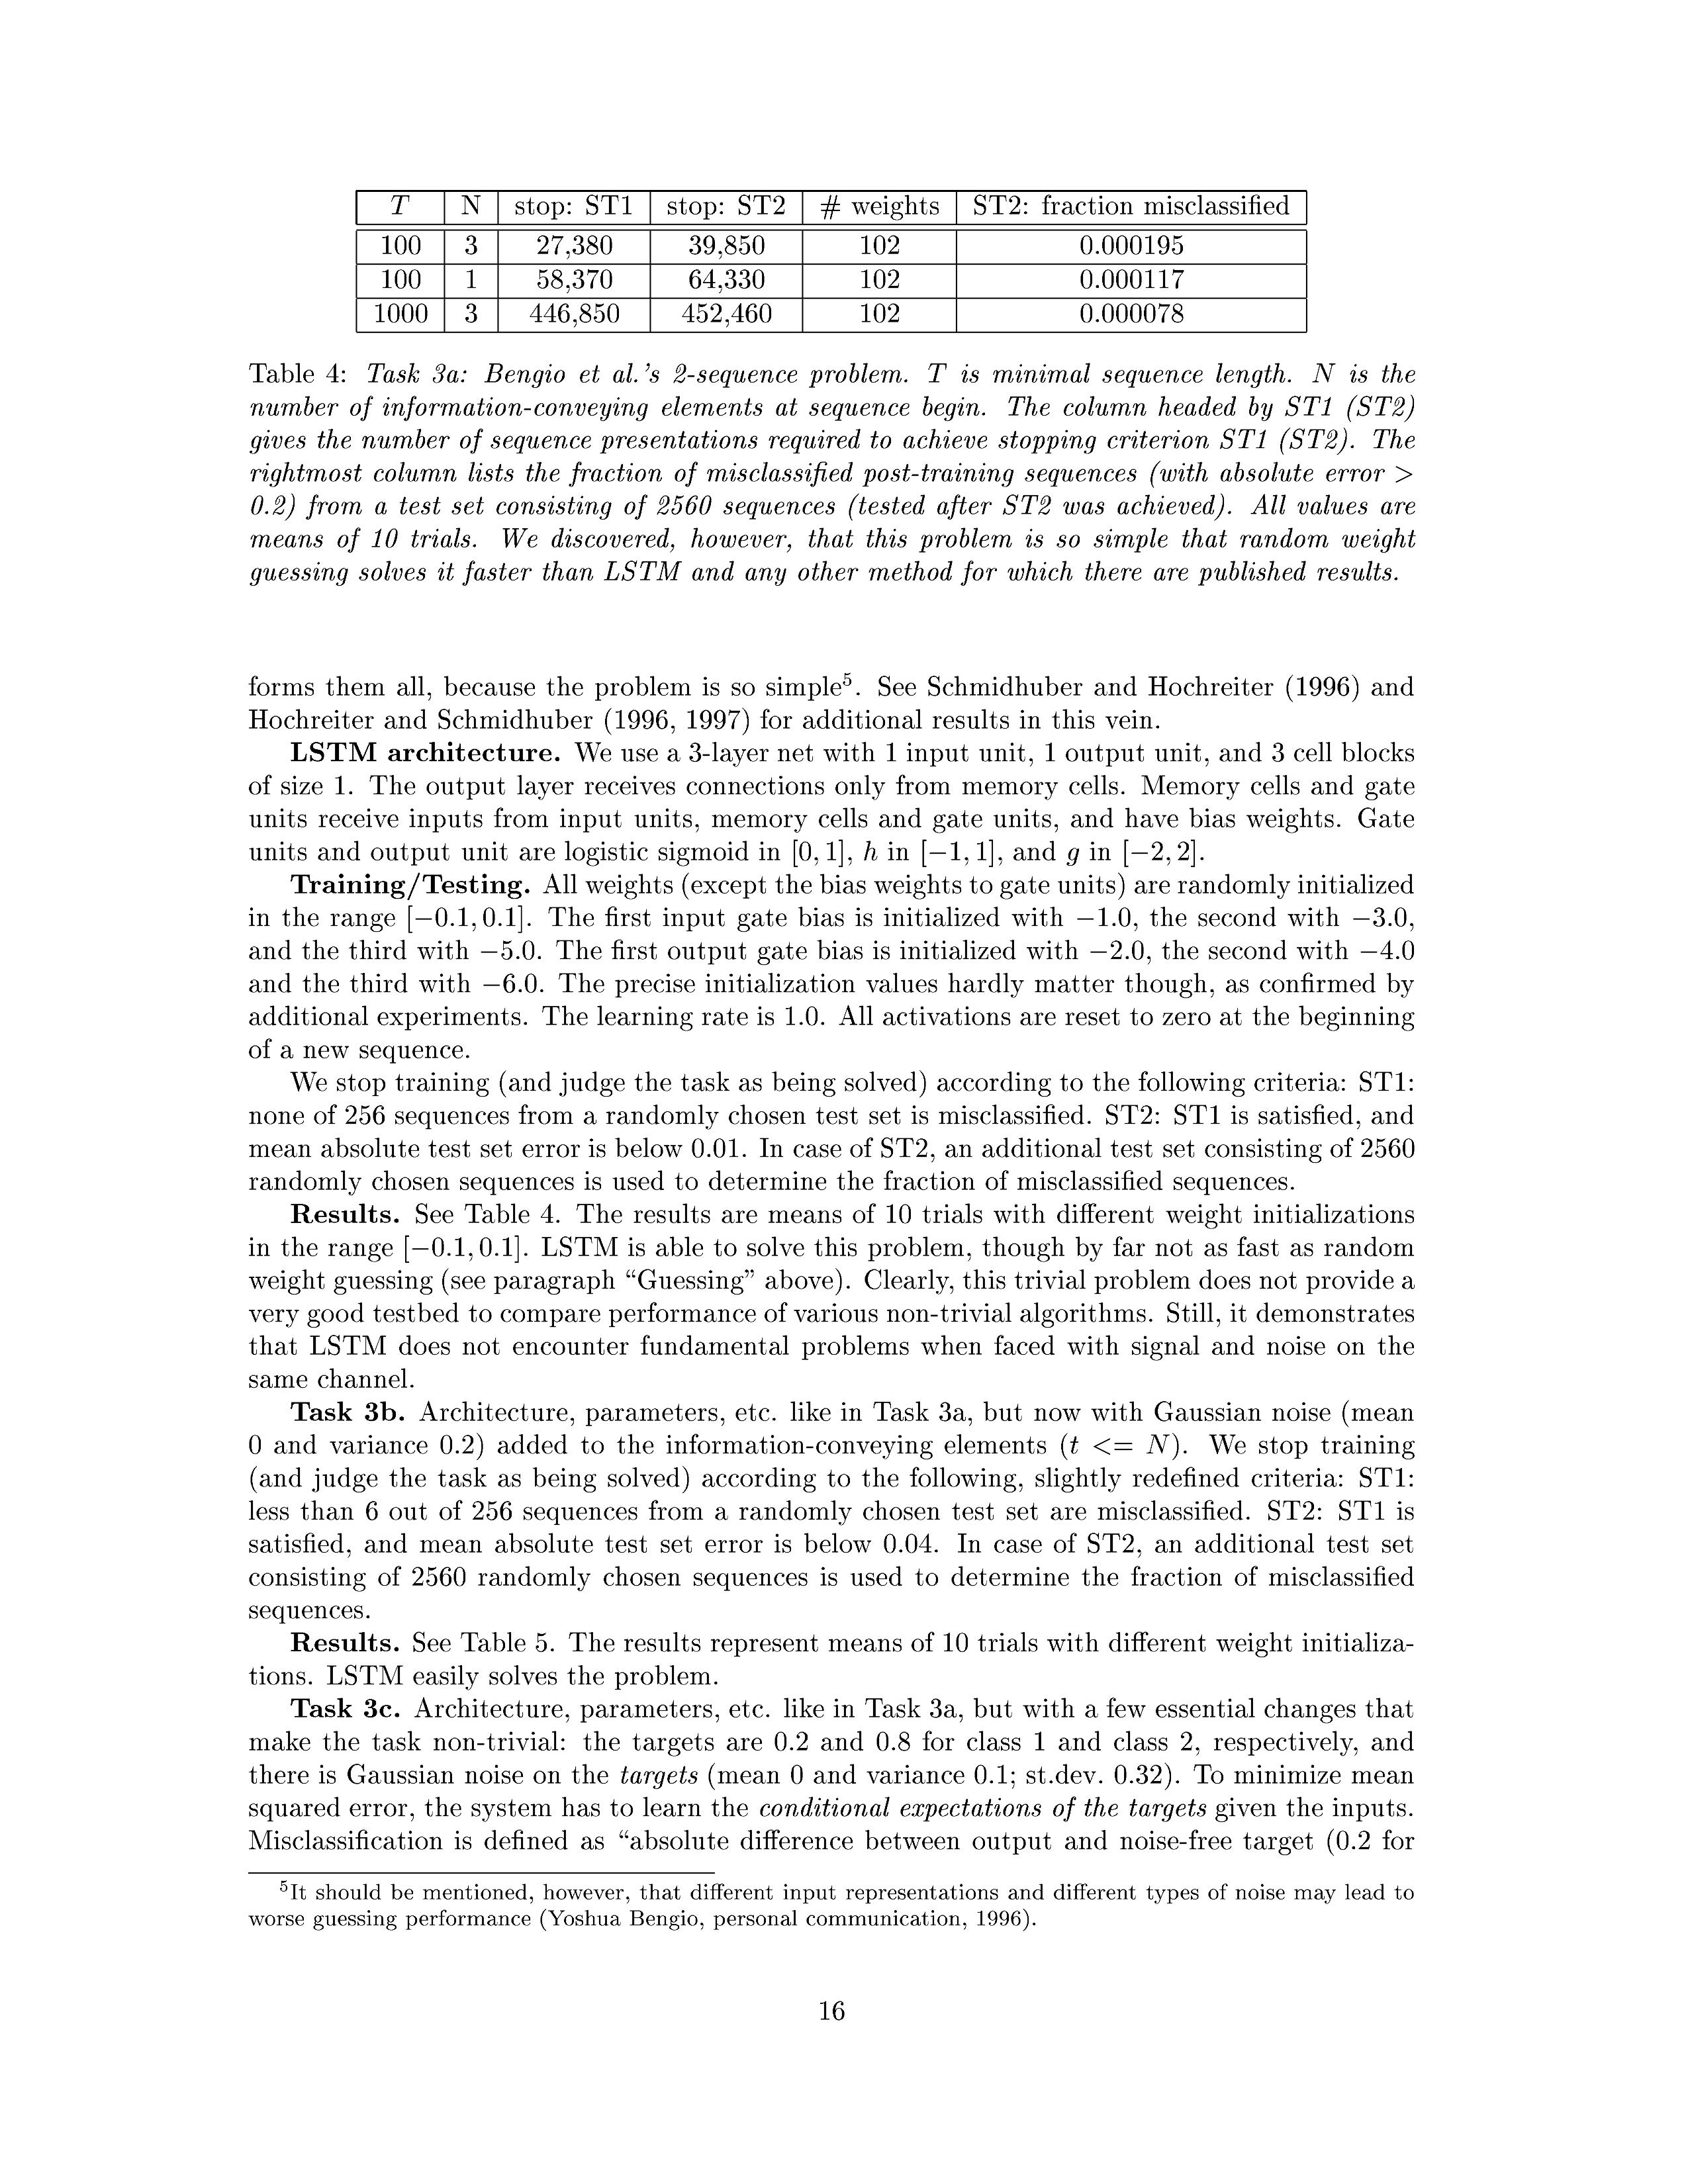 T N stop: ST1 stop: ST2 # weights ST2: fraction misclassified
100 3 27,380 39,850 102 0.000195
100 1 58,370 64,330 102 0.000117
1000 3 446,850 452,460 102 0.000078
Table 4: Task 3a: Bengio et al.'s 2-sequence problem. T is minimal sequence length. N is the
number of information-conveying elements at sequence begin. The column headed by ST1 (ST2)
gives the number of sequence presentations required to achieve stopping criterion ST1 (ST2). The
rightmost column lists the fraction of misclassified post-training sequences (with absolute error >
0.2) from a test set consisting of 2560 sequences (tested after ST2 was achieved). All values are
means of 10 trials. We discovered, however, that this problem is so simple that random weight
guessing solves it faster than LSTM and any other method for which there are published results.
forms them all, because the problem is so simple⁵. See Schmidhuber and Hochreiter (1996) and
Hochreiter and Schmidhuber (1996, 1997) for additional results in this vein.
LSTM architecture. We use a 3-layer net with 1 input unit, 1 output unit, and 3 cell blocks
of size 1. The output layer receives connections only from memory cells. Memory cells and gate
units receive inputs from input units, memory cells and gate units, and have bias weights. Gate
units and output unit are logistic sigmoid in [0, 1], h in [−1, 1], and g in [−2, 2].
Training/Testing. All weights (except the bias weights to gate units) are randomly initialized
in the range [−0.1, 0.1]. The first input gate bias is initialized with −1.0, the second with −3.0,
and the third with −5.0. The first output gate bias is initialized with −2.0, the second with −4.0
and the third with −6.0. The precise initialization values hardly matter though, as confirmed by
additional experiments. The learning rate is 1.0. All activations are reset to zero at the beginning
of a new sequence.
We stop training (and judge the task as being solved) according to the following criteria: ST1:
none of 256 sequences from a randomly chosen test set is misclassified. ST2: ST1 is satisfied, and
mean absolute test set error is below 0.01. In case of ST2, an additional test set consisting of 2560
randomly chosen sequences is used to determine the fraction of misclassified sequences.
Results. See Table 4. The results are means of 10 trials with different weight initializations
in the range [−0.1, 0.1]. LSTM is able to solve this problem, though by far not as fast as random
weight guessing (see paragraph “Guessing” above). Clearly, this trivial problem does not provide a
very good testbed to compare performance of various non-trivial algorithms. Still, it demonstrates
that LSTM does not encounter fundamental problems when faced with signal and noise on the
same channel.
Task 3b. Architecture, parameters, etc. like in Task 3a, but now with Gaussian noise (mean
0 and variance 0.2) added to the information-conveying elements (t <= N). We stop training
(and judge the task as being solved) according to the following, slightly redefined criteria: ST1:
less than 6 out of 256 sequences from a randomly chosen test set are misclassified. ST2: ST1 is
satisfied, and mean absolute test set error is below 0.04. In case of ST2, an additional test set
consisting of 2560 randomly chosen sequences is used to determine the fraction of misclassified
sequences.
Results. See Table 5. The results represent means of 10 trials with different weight initializa-
tions. LSTM easily solves the problem.
Task 3c. Architecture, parameters, etc. like in Task 3a, but with a few essential changes that
make the task non-trivial: the targets are 0.2 and 0.8 for class 1 and class 2, respectively, and
there is Gaussian noise on the targets (mean 0 and variance 0.1; st.dev. 0.32). To minimize mean
squared error, the system has to learn the conditional expectations of the targets given the inputs.
Misclassification is defined as “absolute difference between output and noise-free target (0.2 for
⁵It should be mentioned, however, that different input representations and different types of noise may lead to
worse guessing performance (Yoshua Bengio, personal communication, 1996).
16